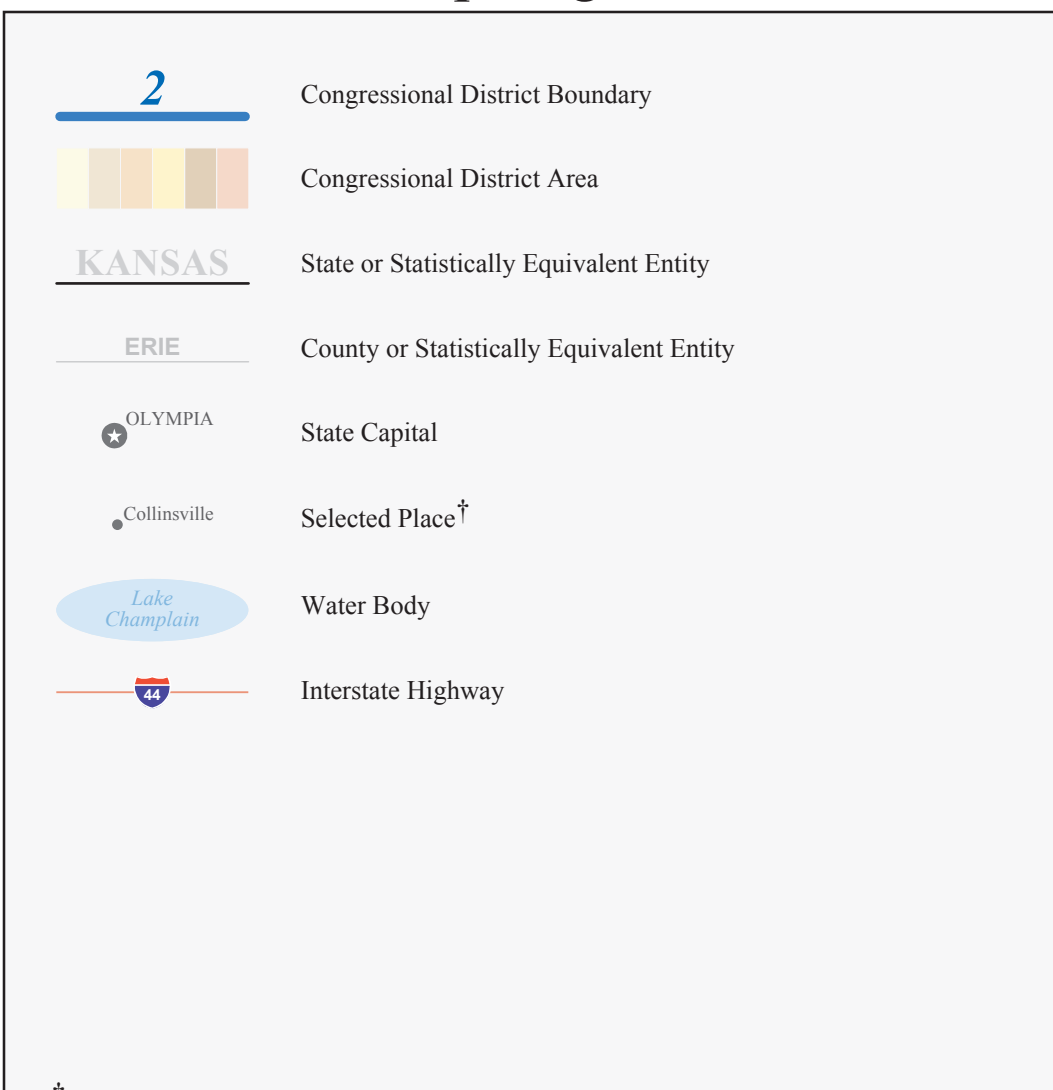 2 Congressional District Boundary
Congressional District Area
KANSAS State or Statistically Equivalent Entity
ERIE County or Statistically Equivalent Entity
OLYMPIA State Capital
Collinsville Selected Place†
Lake
Champlain Water Body
44 Interstate Highway
†